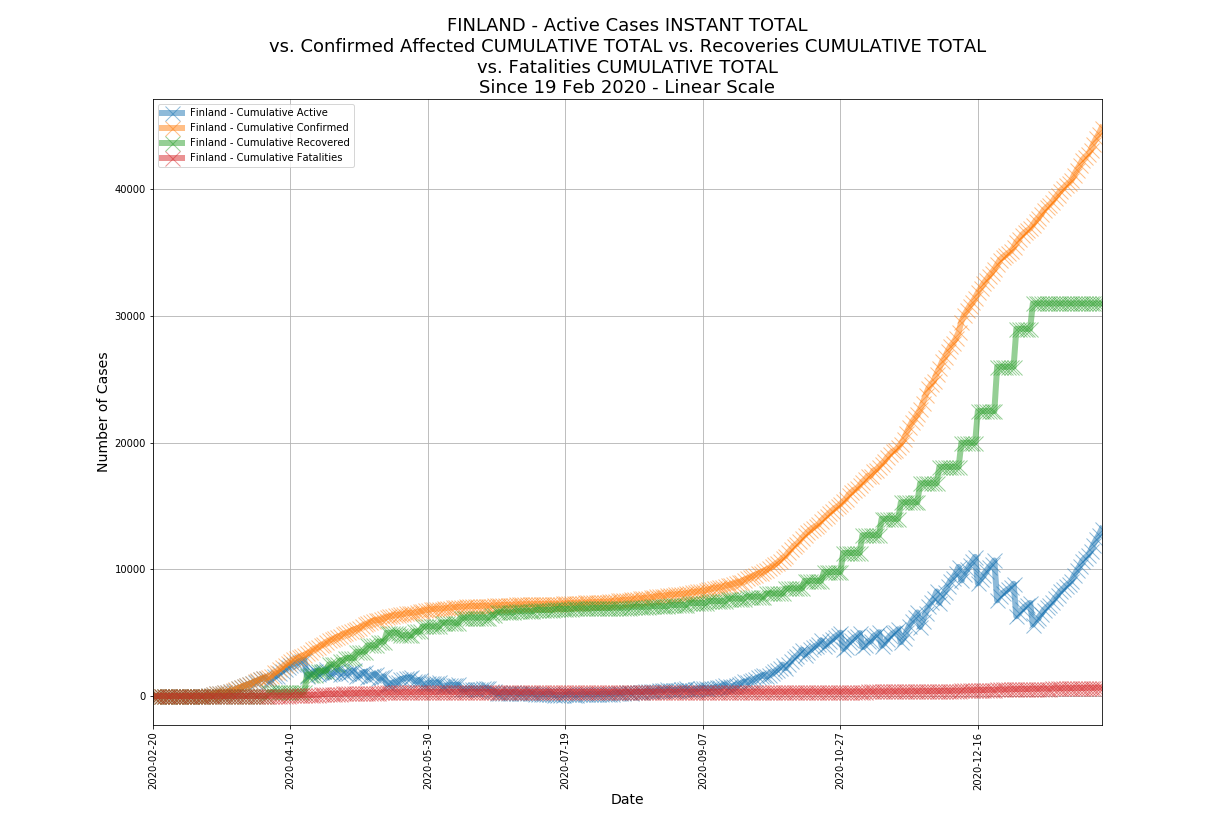 FINLAND - Active Cases INSTANT TOTAL
vs. Confirmed Affected CUMULATIVE TOTAL vs. Recoveries CUMULATIVE TOTAL
vs. Fatalities CUMULATIVE TOTAL
Since 19 Feb 2020 - Linear Scale
Finland - Cumulative Active
Finland - Cumulative Confirmed
Finland - Cumulative Recovered
Finland - Cumulative Fatalities
40000
30000
20000
10000
0
Number of Cases
2020-02-20
2020-04-10
2020-05-30
2020-07-19
2020-09-07
2020-10-27
2020-12-16
Date